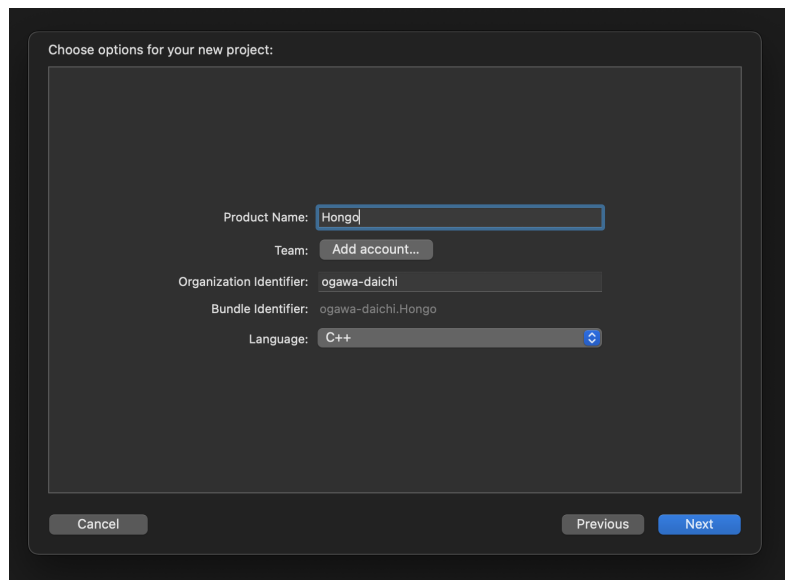 Choose options for your new project:
Product Name: Hongo
Team: Add account...
Organization Identifier: ogawa-daichi
Bundle Identifier: ogawa-daichi.Hongo
Language: C++
Cancel Previous Next